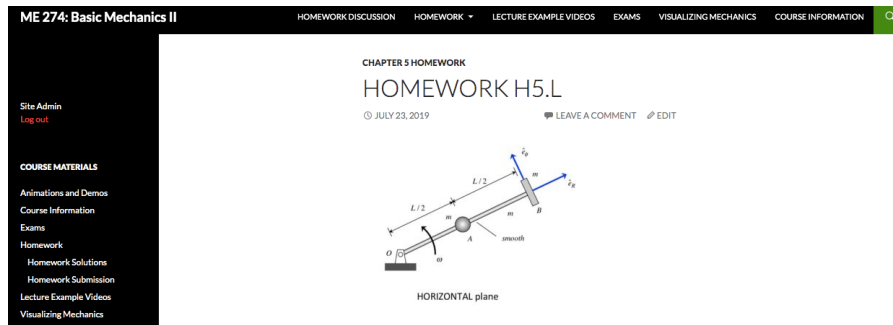 ME 274: Basic Mechanics II
HOMEWORK DISCUSSION HOMEWORK LECTURE EXAMPLE VIDEOS EXAMS VISUALIZING MECHANICS COURSE INFORMATION
Site Admin
Log out
COURSE MATERIALS
Animations and Demos
Course Information
Exams
Homework
Homework Solutions
Homework Submission
Lecture Example Videos
Visualizing Mechanics
CHAPTER 5 HOMEWORK
HOMEWORK H5.L
JULY 23, 2019 LEAVE A COMMENT EDIT
êθ
m
êR
L/2
B
m
L/2
m
A
smooth
O
ω
HORIZONTAL plane